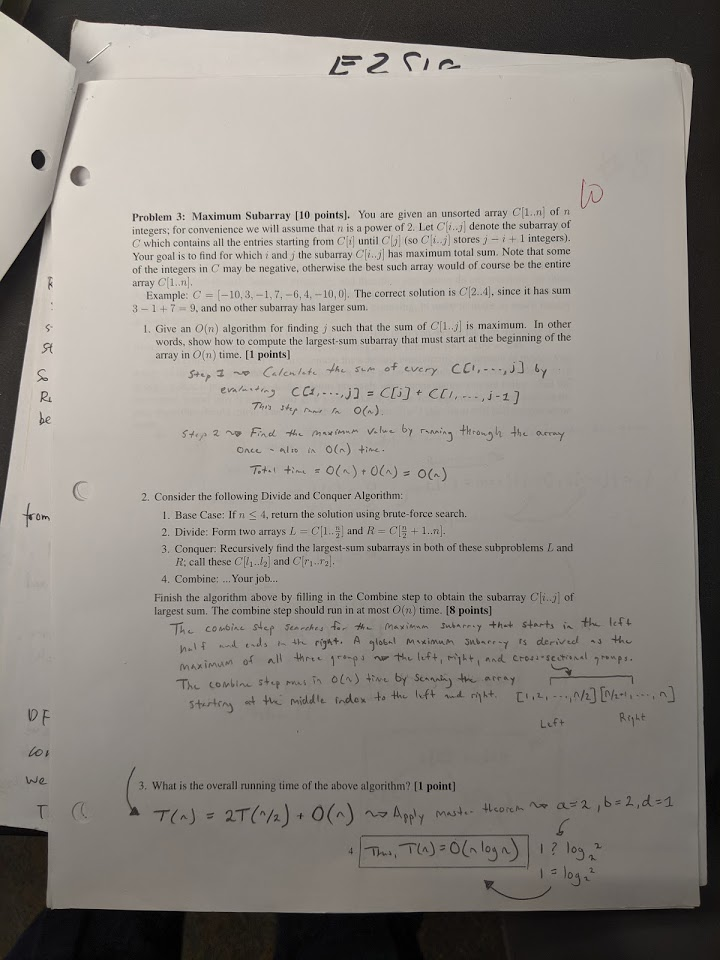 10
Problem 3: Maximum Subarray [10 points]. You are given an unsorted array C[1..n] of n
integers; for convenience we will assume that n is a power of 2. Let C[i..j] denote the subarray of
C which contains all the entries starting from C[i] until C[j] (so C[i..j] stores j − i + 1 integers).
Your goal is to find for which i and j the subarray C[i..j] has maximum total sum. Note that some
of the integers in C may be negative, otherwise the best such array would of course be the entire
array C[1..n].
Example: C = [−10, 3, −1, 7, −6, 4, −10, 0]. The correct solution is C[2..4], since it has sum
3 − 1 + 7 = 9, and no other subarray has larger sum.
1. Give an O(n) algorithm for finding j such that the sum of C[1..j] is maximum. In other
words, show how to compute the largest-sum subarray that must start at the beginning of the
array in O(n) time. [1 points]
Step 1 ⇝ Calculate the sum of every C[1,...,j] by
evaluating C[1,...,j] = C[j] + C[1,...,j-1]
This step runs in O(n).
Step 2 ⇝ Find the maximum value by running through the array
once - also in O(n) time.
Total time = O(n) + O(n) = O(n)
2. Consider the following Divide and Conquer Algorithm:
1. Base Case: If n ≤ 4, return the solution using brute-force search.
2. Divide: Form two arrays L = C[1..n/2] and R = C[n/2 + 1..n].
3. Conquer: Recursively find the largest-sum subarrays in both of these subproblems L and
R; call these C[l₁..l₂] and C[r₁..r₂].
4. Combine: ...Your job...
Finish the algorithm above by filling in the Combine step to obtain the subarray C[i..j] of
largest sum. The combine step should run in at most O(n) time. [8 points]
The combine step searches for the maximum subarray that starts in the left
half and ends in the right. A global maximum subarray is derived as the
maximum of all three groups ⇝ the left, right, and cross-sectional groups.
The combine step runs in O(n) time by scanning the array
starting at the middle index to the left and right. [1,2,...,n/2][n/2+1,...,n]
Left Right
3. What is the overall running time of the above algorithm? [1 point]
T(n) = 2T(n/2) + O(n) ⇝ Apply master theorem ⇝ a=2, b=2, d=1
1 ? log₂2
Thus, T(n) = O(n log n)
1 = log₂2
4
from
be
so
DF
we
T